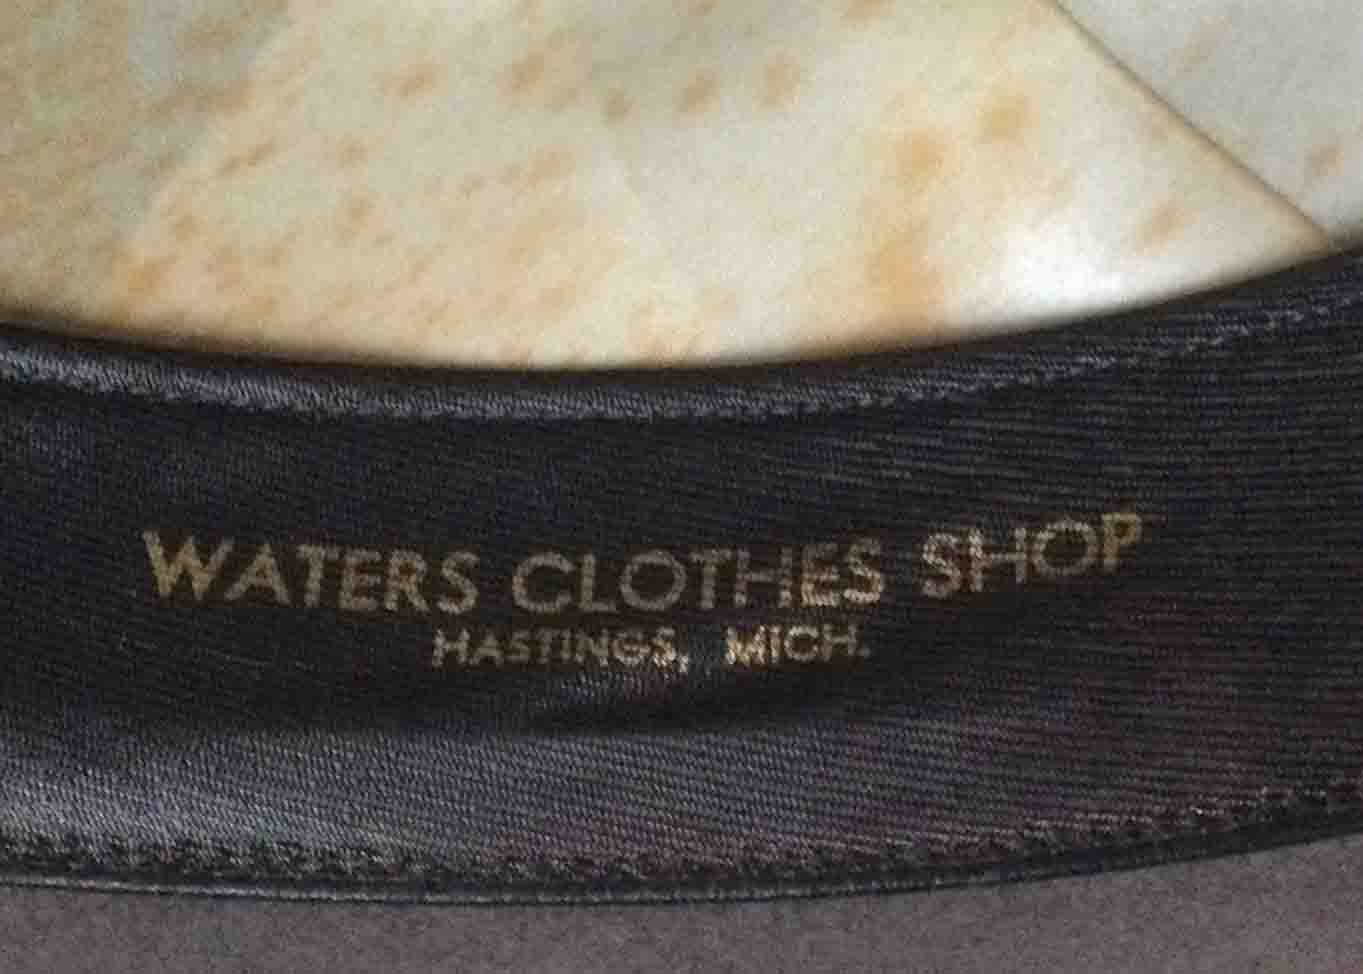 WATERS CLOTHES SHOP
HASTINGS, MICH.